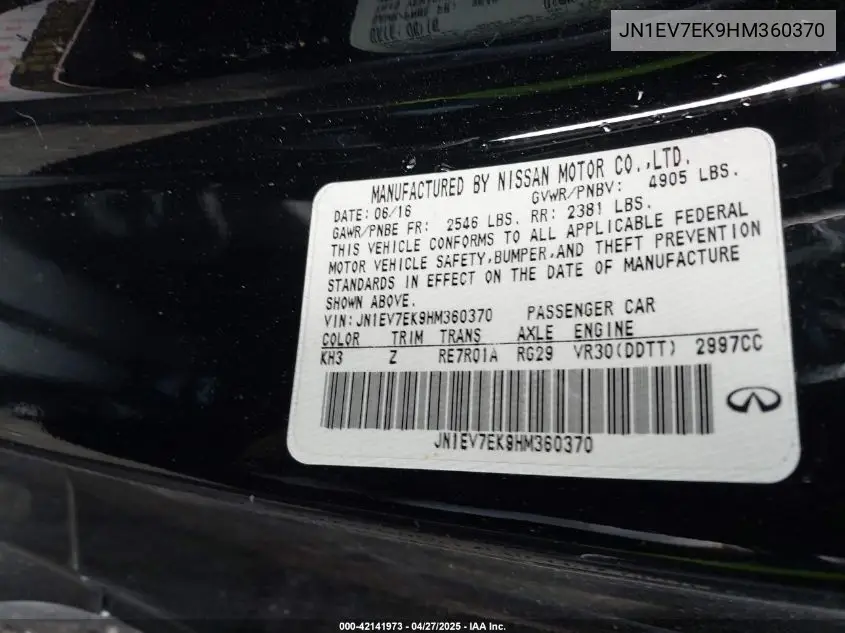 JN1EV7EK9HM360370
MANUFACTURED BY NISSAN MOTOR CO.,LTD.
DATE:06/16 GVWR/PNBV: 4905 LBS.
GAWR/PNBE FR: 2546 LBS. RR: 2381 LBS.
THIS VEHICLE CONFORMS TO ALL APPLICABLE FEDERAL
MOTOR VEHICLE SAFETY,BUMPER,AND THEFT PREVENTION
STANDARDS IN EFFECT ON THE DATE OF MANUFACTURE
SHOWN ABOVE.
VIN:JN1EV7EK9HM360370 PASSENGER CAR
COLOR TRIM TRANS AXLE ENGINE
KH3 Z RE7R01A RG29 VR30(DDTT) 2997CC
JN1EV7EK9HM360370
000-42141973 - 04/27/2025 - IAA Inc.